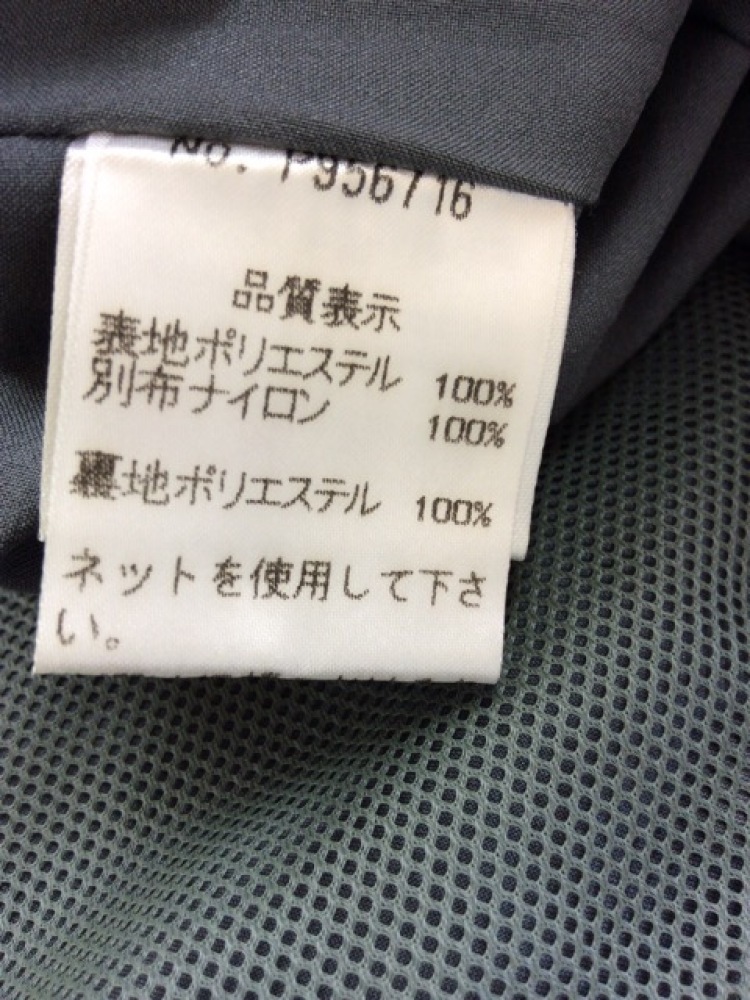 No. P956716
品質表示
表地ポリエステル 100%
別布ナイロン 100%
裏地ポリエステル 100%
ネットを使用して下さ
い。